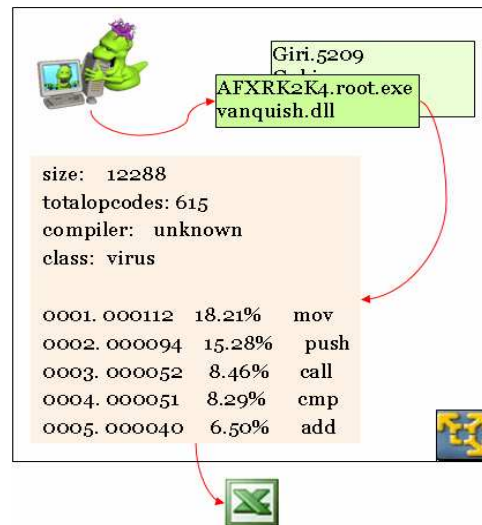 Giri.5209
AFXRK2K4.root.exe
vanquish.dll
size: 12288
totalopcodes: 615
compiler: unknown
class: virus
0001. 000112 18.21% mov
0002. 000094 15.28% push
0003. 000052 8.46% call
0004. 000051 8.29% cmp
0005. 000040 6.50% add